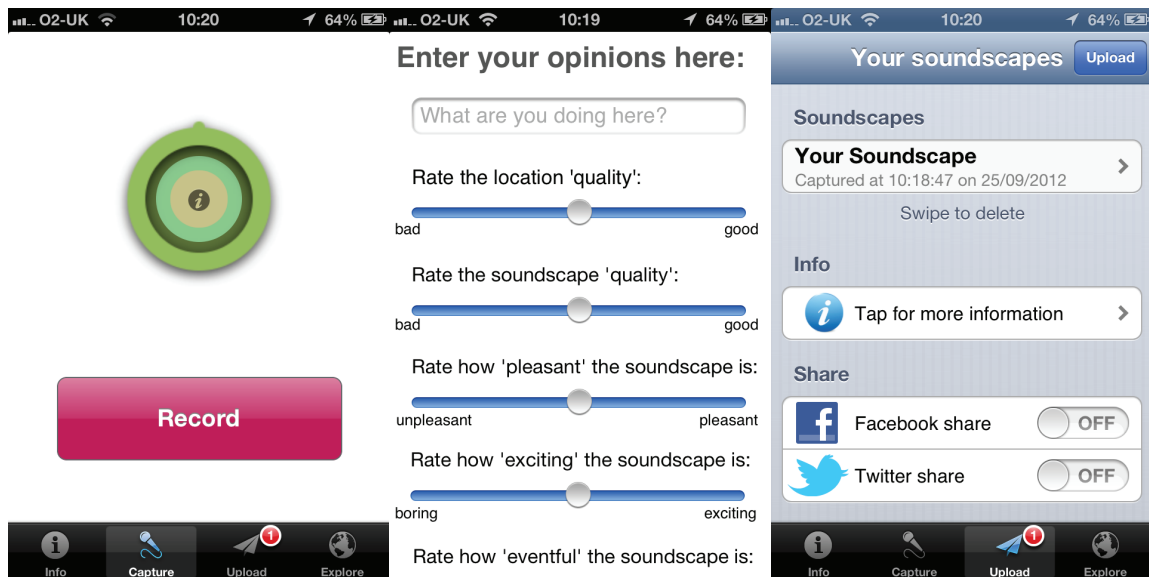 O2-UK 10:20 64%
Record
Info Capture Upload 1 Explore
O2-UK 10:19 64%
Enter your opinions here:
What are you doing here?
Rate the location 'quality':
bad good
Rate the soundscape 'quality':
bad good
Rate how 'pleasant' the soundscape is:
unpleasant pleasant
Rate how 'exciting' the soundscape is:
boring exciting
Rate how 'eventful' the soundscape is:
O2-UK 10:20 64%
Your soundscapes Upload
Soundscapes
Your Soundscape
Captured at 10:18:47 on 25/09/2012
Swipe to delete
Info
Tap for more information
Share
Facebook share OFF
Twitter share OFF
Info Capture Upload 1 Explore